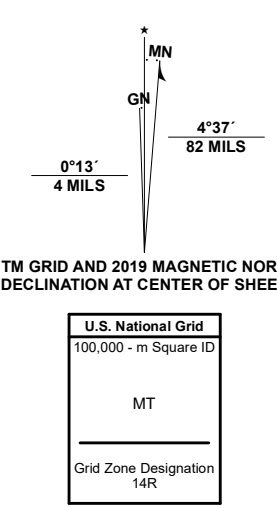 ★
MN
GN
4°37´
82 MILS
0°13´
4 MILS
TM GRID AND 2019 MAGNETIC NOR
DECLINATION AT CENTER OF SHEE
U.S. National Grid
100,000 - m Square ID
MT
Grid Zone Designation
14R